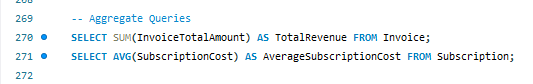 269 -- Aggregate Queries
270 SELECT SUM(InvoiceTotalAmount) AS TotalRevenue FROM Invoice;
271 SELECT AVG(SubscriptionCost) AS AverageSubscriptionCost FROM Subscription;
272